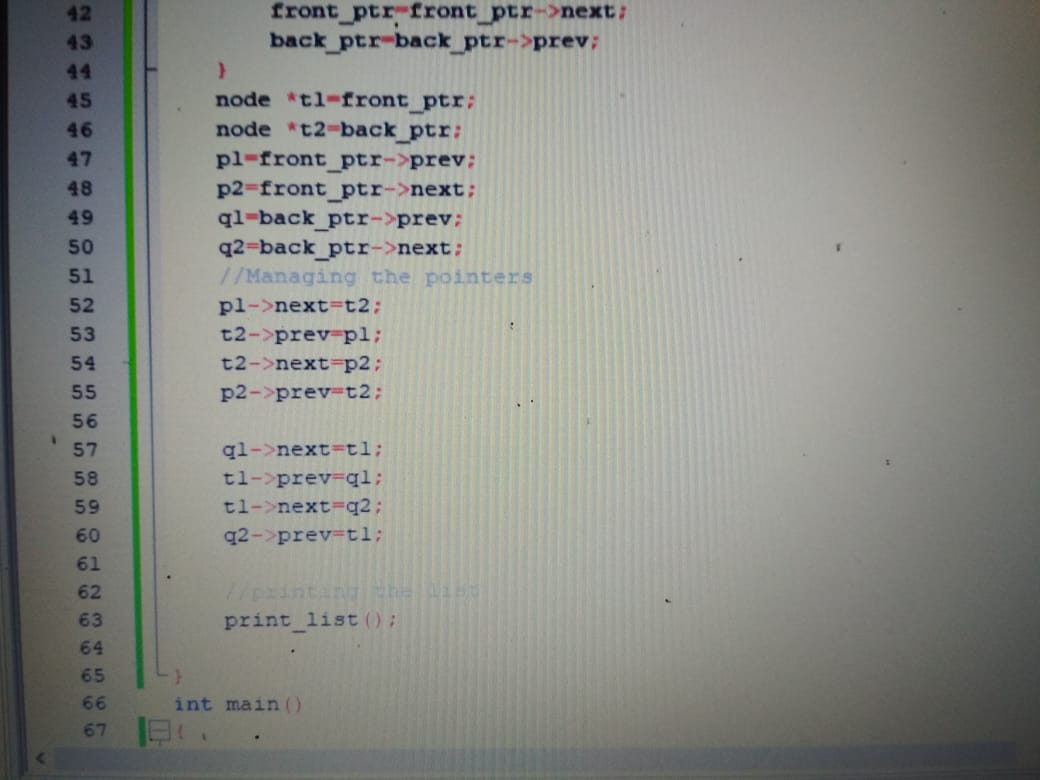 42 front_ptr=front_ptr->next;
43 back_ptr=back_ptr->prev;
44 }
45 node *t1=front_ptr;
46 node *t2=back_ptr;
47 p1=front_ptr->prev;
48 p2=front_ptr->next;
49 q1=back_ptr->prev;
50 q2=back_ptr->next;
51 //Managing the pointers
52 p1->next=t2;
53 t2->prev=p1;
54 t2->next=p2;
55 p2->prev=t2;
56
57 q1->next=t1;
58 t1->prev=q1;
59 t1->next=q2;
60 q2->prev=t1;
61
62 //printing the list
63 print_list();
64
65 }
66 int main()
67 {